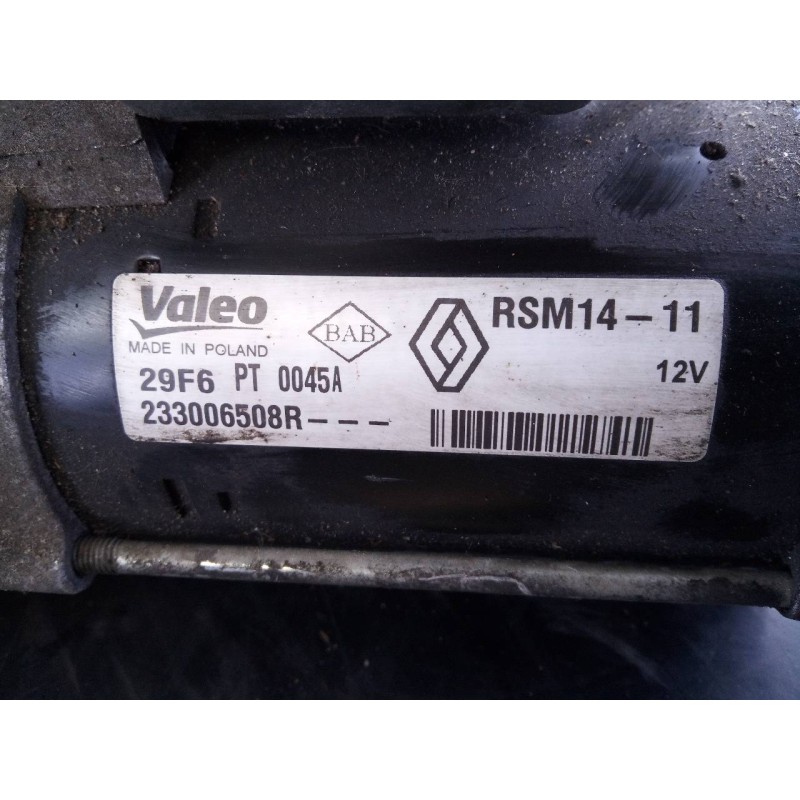 Valeo
MADE IN POLAND
BAB
RSM14-11
12V
29F6 PT 0045A
233006508R---